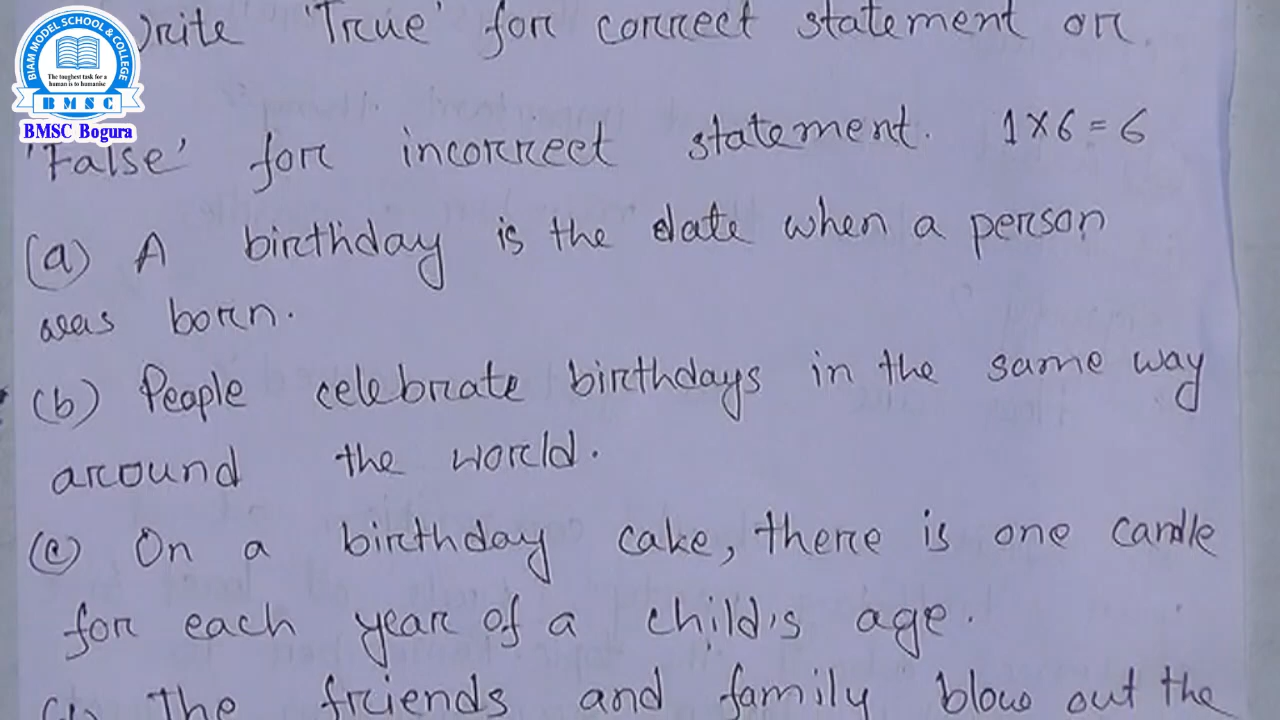 BIAM MODEL SCHOOL & COLLEGE
The toughest task for a
human is to humanise
BMSC
BMSC Bogura
Write 'True' for correct statement or
'False' for incorrect statement. 1x6=6
(a) A birthday is the date when a person
was born.
(b) People celebrate birthdays in the same way
around the world.
(c) On a birthday cake, there is one candle
for each year of a child's age.
(d) The friends and family blow out the